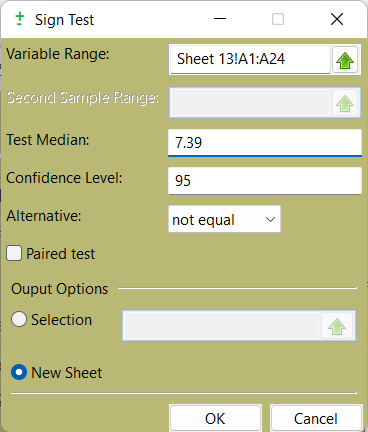 Sign Test
Variable Range: Sheet 13!A1:A24
Second Sample Range:
Test Median: 7.39
Confidence Level: 95
Alternative: not equal
Paired test
Ouput Options
Selection
New Sheet
OK Cancel